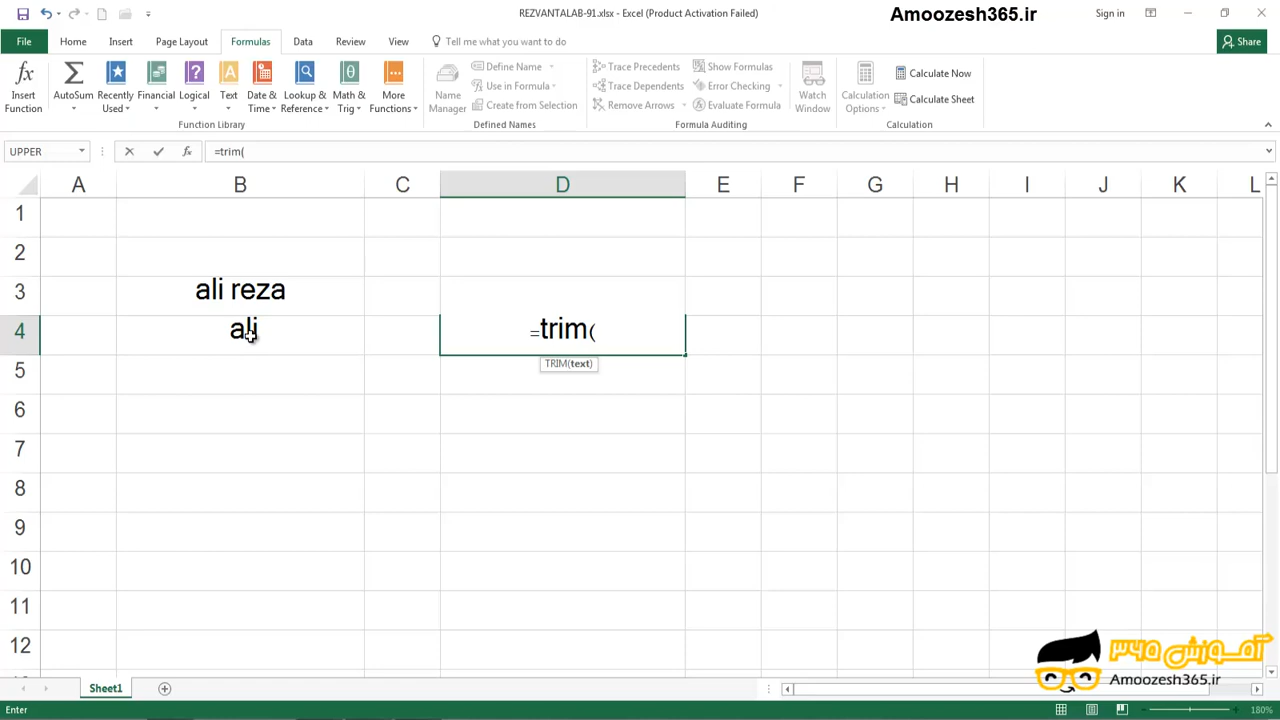 REZVANTALAB-91.xlsx - Excel (Product Activation Failed)
Amoozesh365.ir
Sign in
File Home Insert Page Layout Formulas Data Review View Tell me what you want to do Share
Insert Function
AutoSum
Recently Used
Financial
Logical
Text
Date & Time
Lookup & Reference
Math & Trig
More Functions
Function Library
Name Manager
Define Name
Use in Formula
Create from Selection
Defined Names
Trace Precedents
Trace Dependents
Remove Arrows
Show Formulas
Error Checking
Evaluate Formula
Formula Auditing
Watch Window
Calculation Options
Calculate Now
Calculate Sheet
Calculation
UPPER fx =trim(
A B C D E F G H I J K L
1
2
3 ali reza
4 ali =trim(
TRIM(text)
5
6
7
8
9
10
11
12
آموزش ۳۶۵
Amoozesh365.ir
Sheet1
Enter 180%